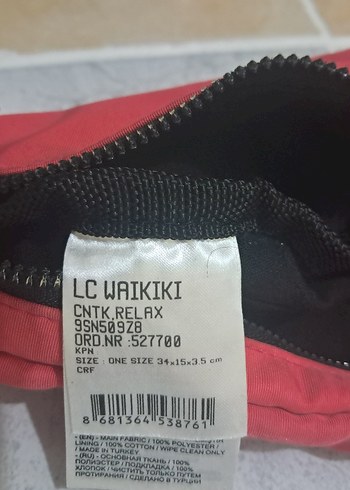 LC WAIKIKI
CNTK,RELAX
9SN509Z8
ORD.NR :527700
KPH
SIZE : ONE SIZE 34x15x3.5 cm
CRF
8 681364 538761
- (EN) - MAIN FABRIC / 100% POLYESTER /
LINING / 100% COTTON / WIPE CLEAN ONLY
/ MADE IN TURKEY
- (RU) - ОСНОВНАЯ ТКАНЬ / 100%
ПОЛИЭСТЕР / ПОДКЛАДКА / 100%
ХЛОПОК / ЧИСТИТЬ ТОЛЬКО ПУТЕМ
ПРОТИРАНИЯ / СДЕЛАНО В ТУРЦИИ